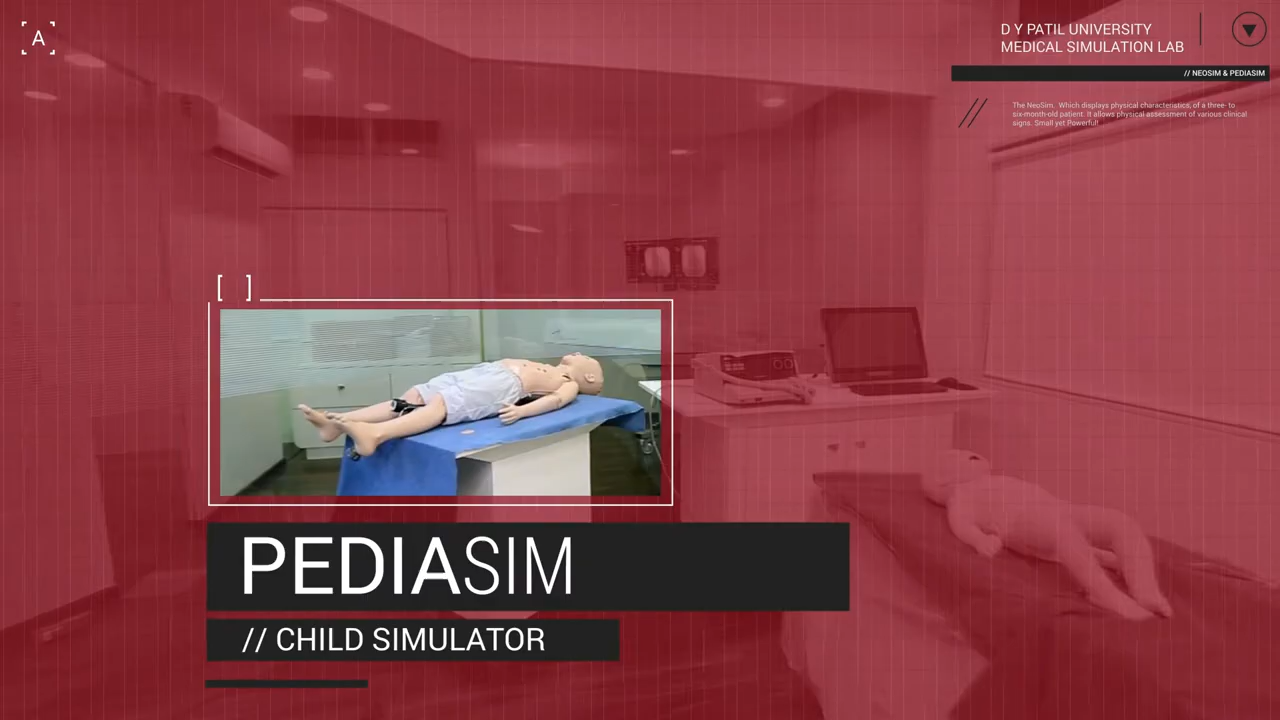 A
D Y PATIL UNIVERSITY
MEDICAL SIMULATION LAB
// NEOSIM & PEDIASIM
The NeoSim. Which displays physical characteristics, of a three- to
six-month-old patient. It allows physical assessment of various clinical
signs. Small yet Powerful!
[ ]
PEDIASIM
// CHILD SIMULATOR